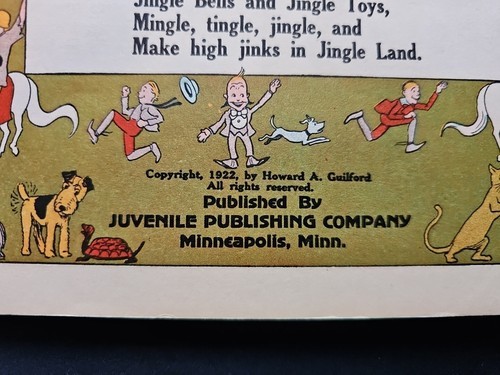 Jingle Bells and Jingle Toys,
Mingle, tingle, jingle, and
Make high jinks in Jingle Land.
Copyright, 1922, by Howard A. Guilford
All rights reserved.
Published By
JUVENILE PUBLISHING COMPANY
Minneapolis, Minn.